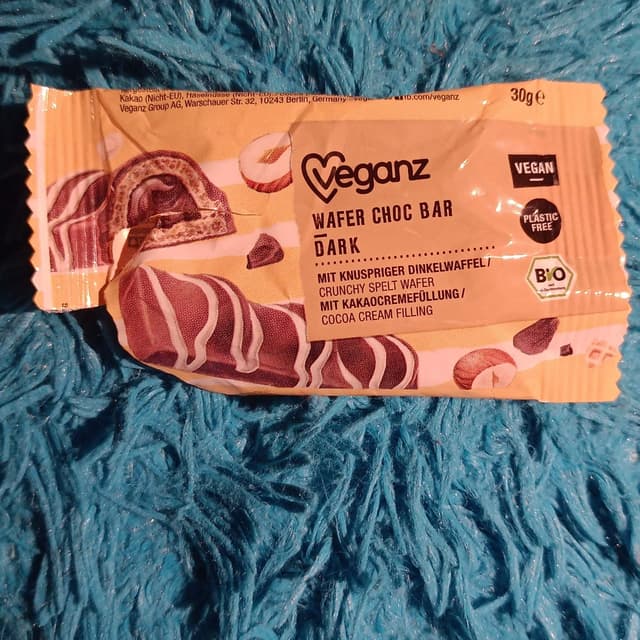 Kakao (Nicht-EU), Haselnüsse (Nicht-EU),
Veganz Group AG, Warschauer Str. 32, 10243 Berlin, Germany
fb.com/veganz
30g e
Veganz
VEGAN
WAFER CHOC BAR
DARK
PLASTIC
FREE
MIT KNUSPRIGER DINKELWAFFEL/
CRUNCHY SPELT WAFER
MIT KAKAOCREMEFÜLLUNG/
COCOA CREAM FILLING
BIO